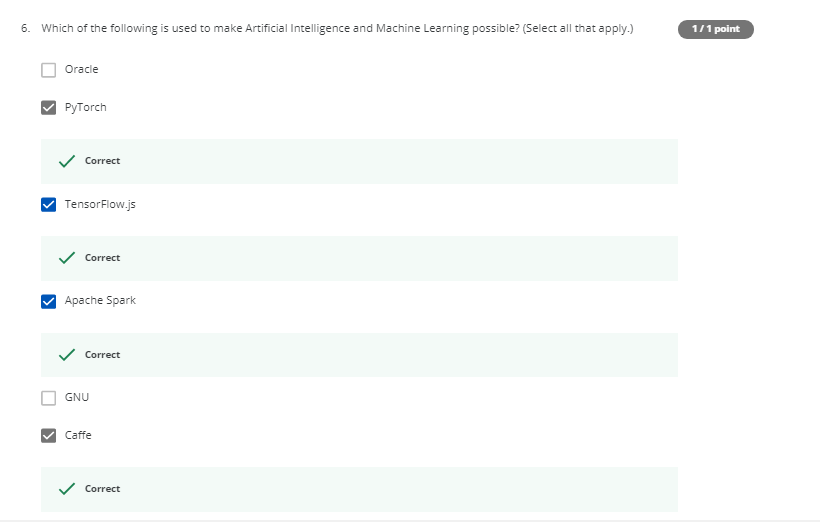 6. Which of the following is used to make Artificial Intelligence and Machine Learning possible? (Select all that apply.)
1 / 1 point
Oracle
PyTorch
Correct
TensorFlow.js
Correct
Apache Spark
Correct
GNU
Caffe
Correct